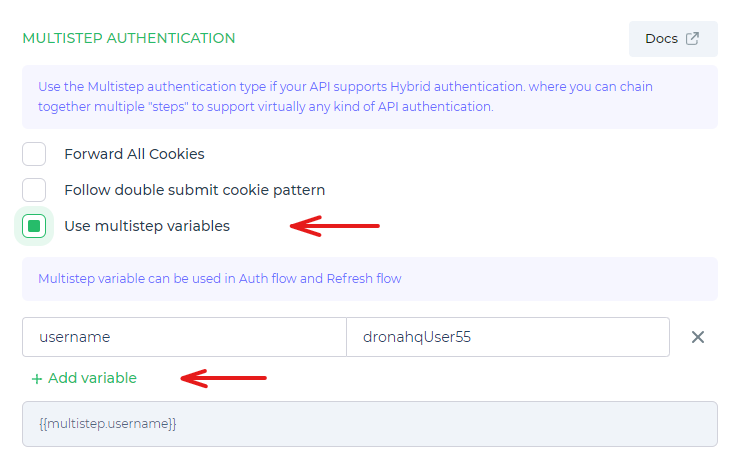 MULTISTEP AUTHENTICATION
Docs
Use the Multistep authentication type if your API supports Hybrid authentication. where you can chain
together multiple "steps" to support virtually any kind of API authentication.
Forward All Cookies
Follow double submit cookie pattern
Use multistep variables
Multistep variable can be used in Auth flow and Refresh flow
username
dronahqUser55
+ Add variable
{{multistep.username}}